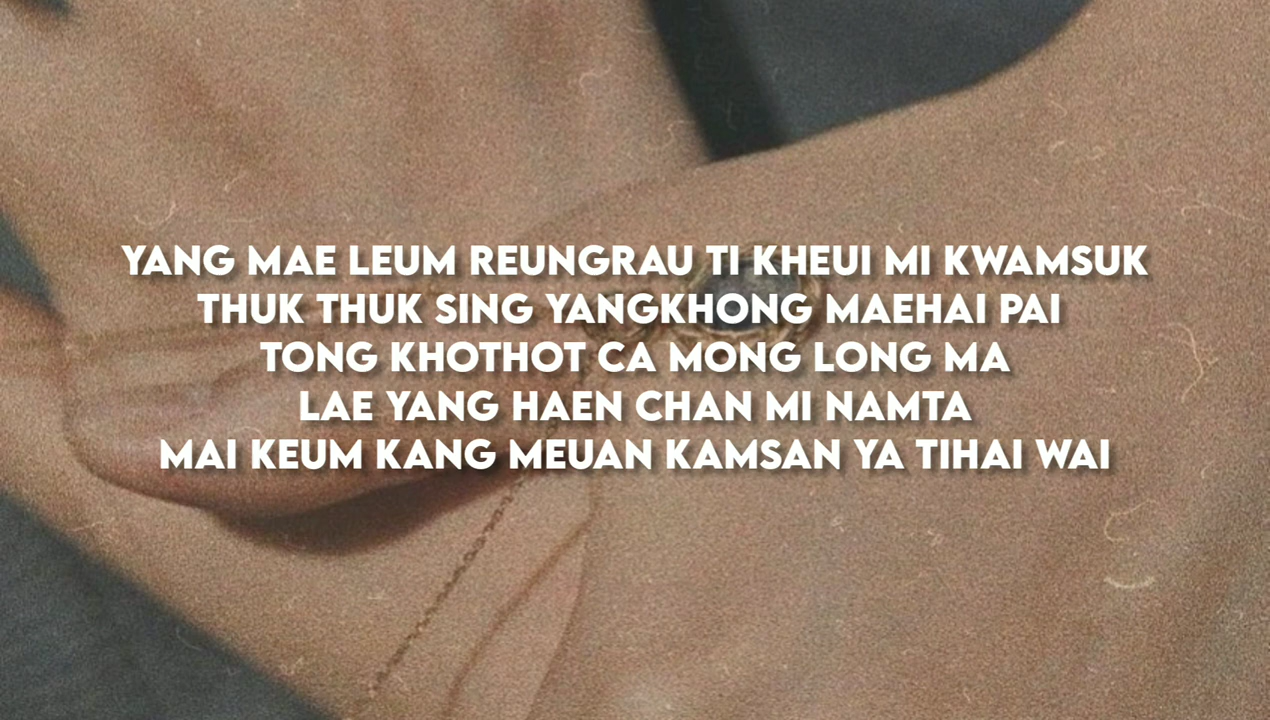 YANG MAE LEUM REUNGRAU TI KHEUI MI KWAMSUK
THUK THUK SING YANGKHONG MAEHAI PAI
TONG KHOTHOT CA MONG LONG MA
LAE YANG HAEN CHAN MI NAMTA
MAI KEUM KANG MEUAN KAMSAN YA TIHAI WAI